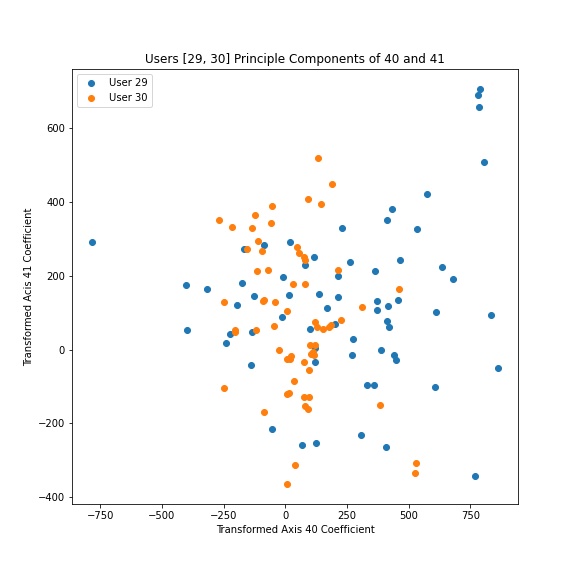 Users [29, 30] Principle Components of 40 and 41
User 29
User 30
Transformed Acis 41 Coefficient
600
400
200
0
−200
−400
−750
−500
−250
0
250
500
750
Transformed Axis 40 Coefficient